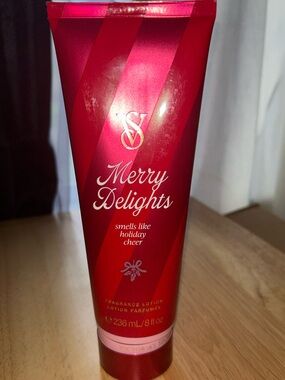 VS
Merry
Delights
smells like
holiday
cheer
FRAGRANCE LOTION
LOTION PARFUMÉE
℮ 236 mL/8 fl oz